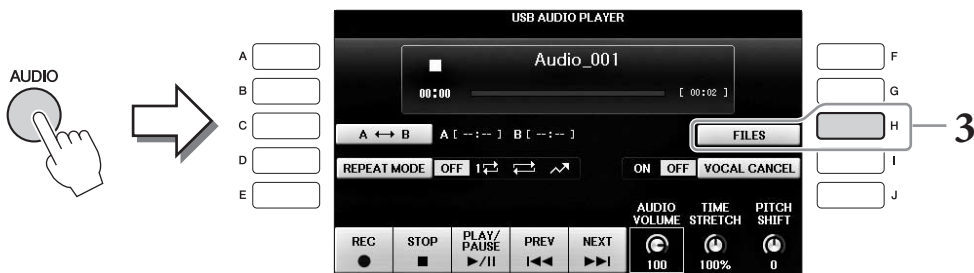 USB AUDIO PLAYER
AUDIO
A
B
C
D
E
Audio_001
00:00
[ 00:02 ]
A ↔ B A [ --:-- ] B [ --:-- ]
FILES
REPEAT MODE OFF 1
ON OFF VOCAL CANCEL
AUDIO VOLUME
TIME STRETCH
PITCH SHIFT
REC
STOP
PLAY/PAUSE
PREV
NEXT
100
100%
0
F
G
H
I
J
3